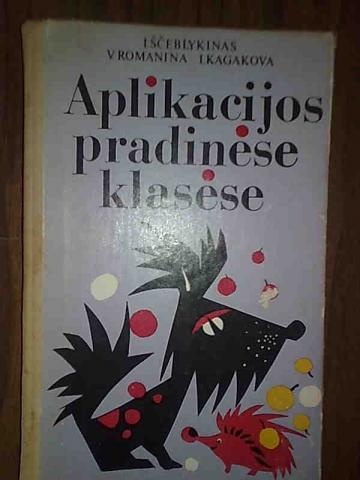 I.ŠČEBLYKINAS
V.ROMANINA I.KAGAKOVA
Aplikacijos
pradinėse
klasėse